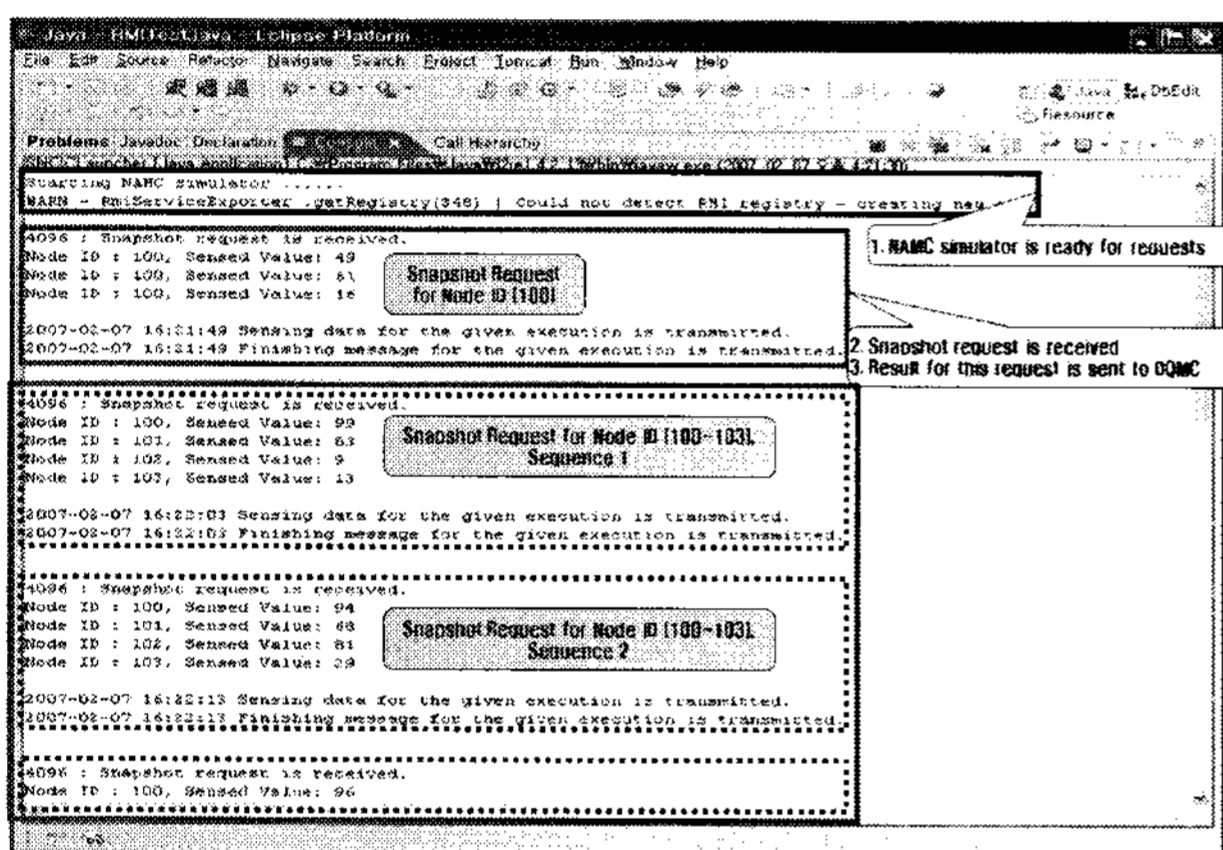 Java - RMITest.java - Eclipse Platform
File Edit Source Refactor Navigate Search Project Tomcat Run Window Help
Java DbEdit
Resource
Problems Javadoc Declaration Console Call Hierarchy
Starting NAMC simulator ......
WARN - RmiServiceExporter .getRegistry(348) | Could not detect RMI registry - creating new
1. NAMC simulator is ready for requests
4096 : Snapshot request is received.
Node ID : 100, Sensed Value: 49
Node ID : 100, Sensed Value: 61
Node ID : 100, Sensed Value: 16
Snapshot Request
for Node ID [100]
2007-02-07 16:21:49 Sensing data for the given execution is transmitted.
2007-02-07 16:21:49 Finishing message for the given execution is transmitted.
2. Snapshot request is received
3. Result for this request is sent to DQMC
4096 : Snapshot request is received.
Node ID : 100, Sensed Value: 99
Node ID : 101, Sensed Value: 63
Node ID : 102, Sensed Value: 9
Node ID : 103, Sensed Value: 13
Snapshot Request for Node ID [100~103],
Sequence 1
2007-02-07 16:22:03 Sensing data for the given execution is transmitted.
2007-02-07 16:22:03 Finishing message for the given execution is transmitted.
4096 : Snapshot request is received.
Node ID : 100, Sensed Value: 94
Node ID : 101, Sensed Value: 68
Node ID : 102, Sensed Value: 81
Node ID : 103, Sensed Value: 29
Snapshot Request for Node ID [100~103],
Sequence 2
2007-02-07 16:22:13 Sensing data for the given execution is transmitted.
2007-02-07 16:22:13 Finishing message for the given execution is transmitted.
4096 : Snapshot request is received.
Node ID : 100, Sensed Value: 96